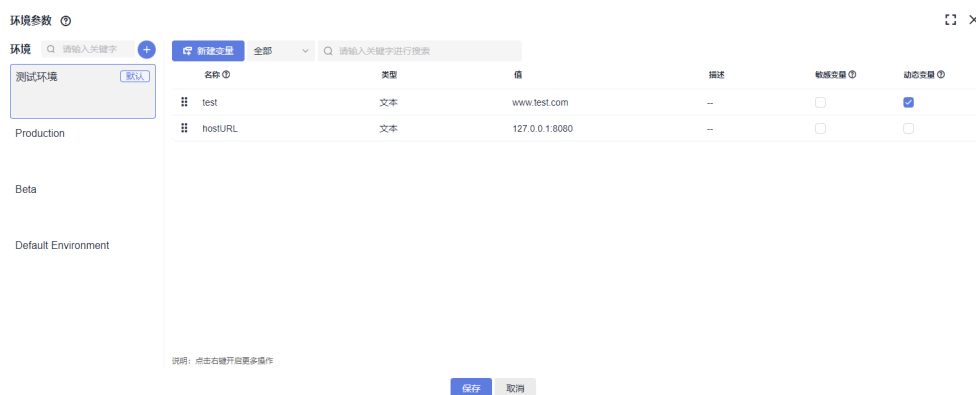 环境参数
环境 请输入关键字
新建变量 全部 请输入关键字进行搜索
测试环境 默认
Production
Beta
Default Environment
名称 类型 值 描述 敏感变量 动态变量
test 文本 www.test.com --
hostURL 文本 127.0.0.1:8080 --
说明：点击右键开启更多操作
保存 取消